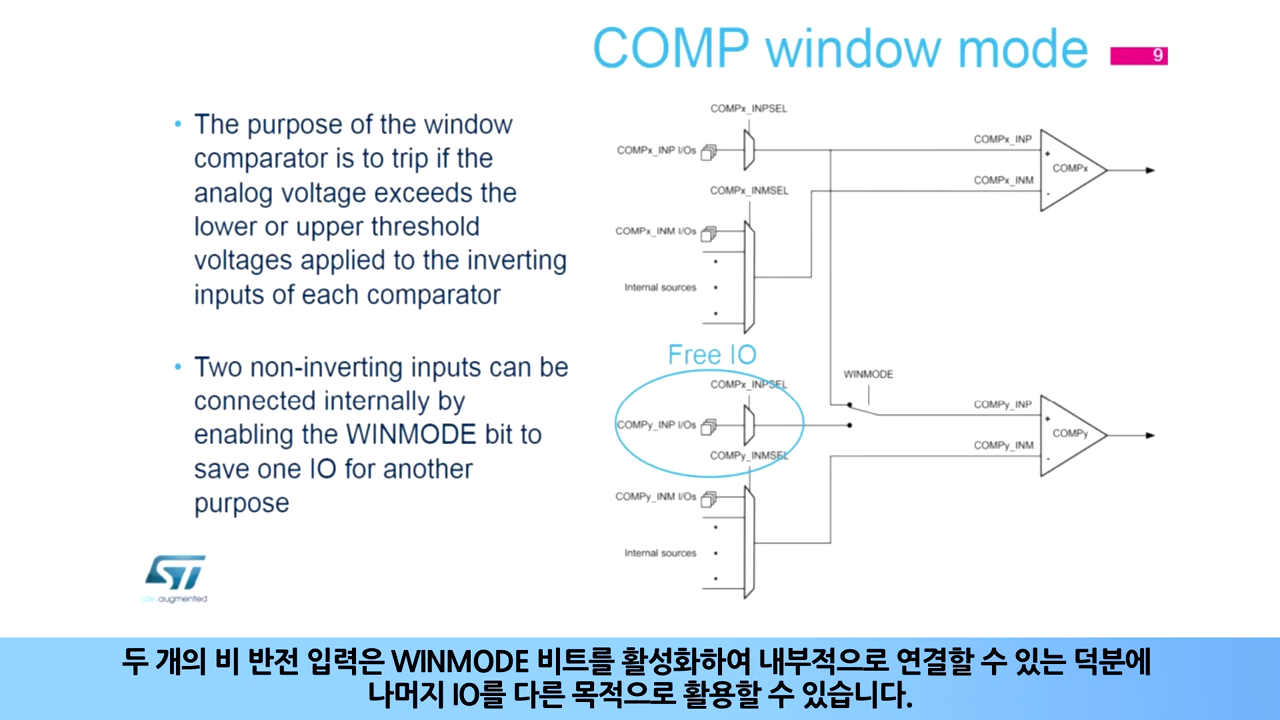 COMP window mode
9
• The purpose of the window
comparator is to trip if the
analog voltage exceeds the
lower or upper threshold
voltages applied to the inverting
inputs of each comparator
• Two non-inverting inputs can be
connected internally by
enabling the WINMODE bit to
save one IO for another
purpose
COMPx_INPSEL
COMPx_INP I/Os
COMPx_INMSEL
COMPx_INM I/Os
Internal sources
COMPx_INP
+
COMPx
COMPx_INM
-
Free IO
COMPx_INPSEL
COMPy_INP I/Os
COMPy_INMSEL
COMPy_INM I/Os
Internal sources
WINMODE
COMPy_INP
+
COMPy
COMPy_INM
-
ST
life.augmented
두 개의 비 반전 입력은 WINMODE 비트를 활성화하여 내부적으로 연결할 수 있는 덕분에
나머지 IO를 다른 목적으로 활용할 수 있습니다.